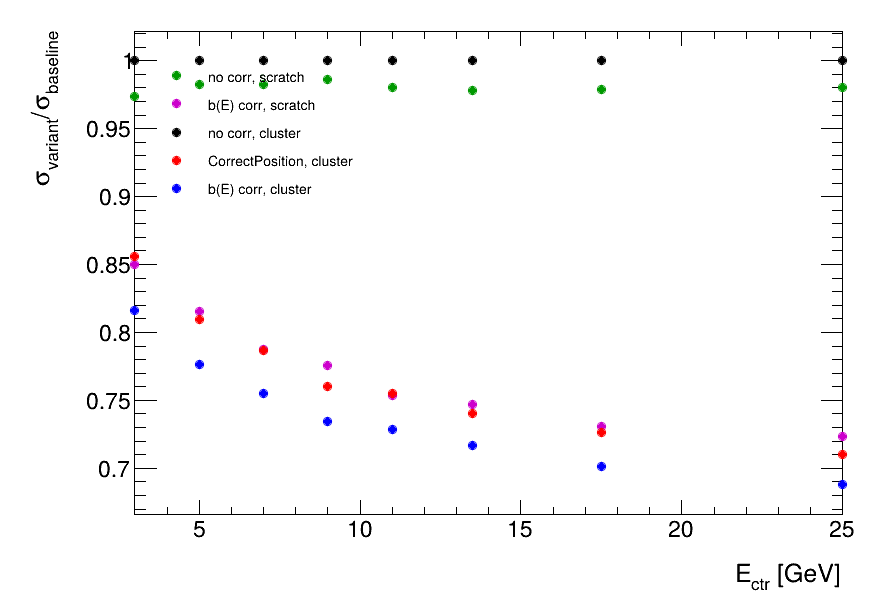 σvariant/σbaseline
1
0.95
0.9
0.85
0.8
0.75
0.7
no corr, scratch
b(E) corr, scratch
no corr, cluster
CorrectPosition, cluster
b(E) corr, cluster
5 10 15 20 25
Ectr [GeV]